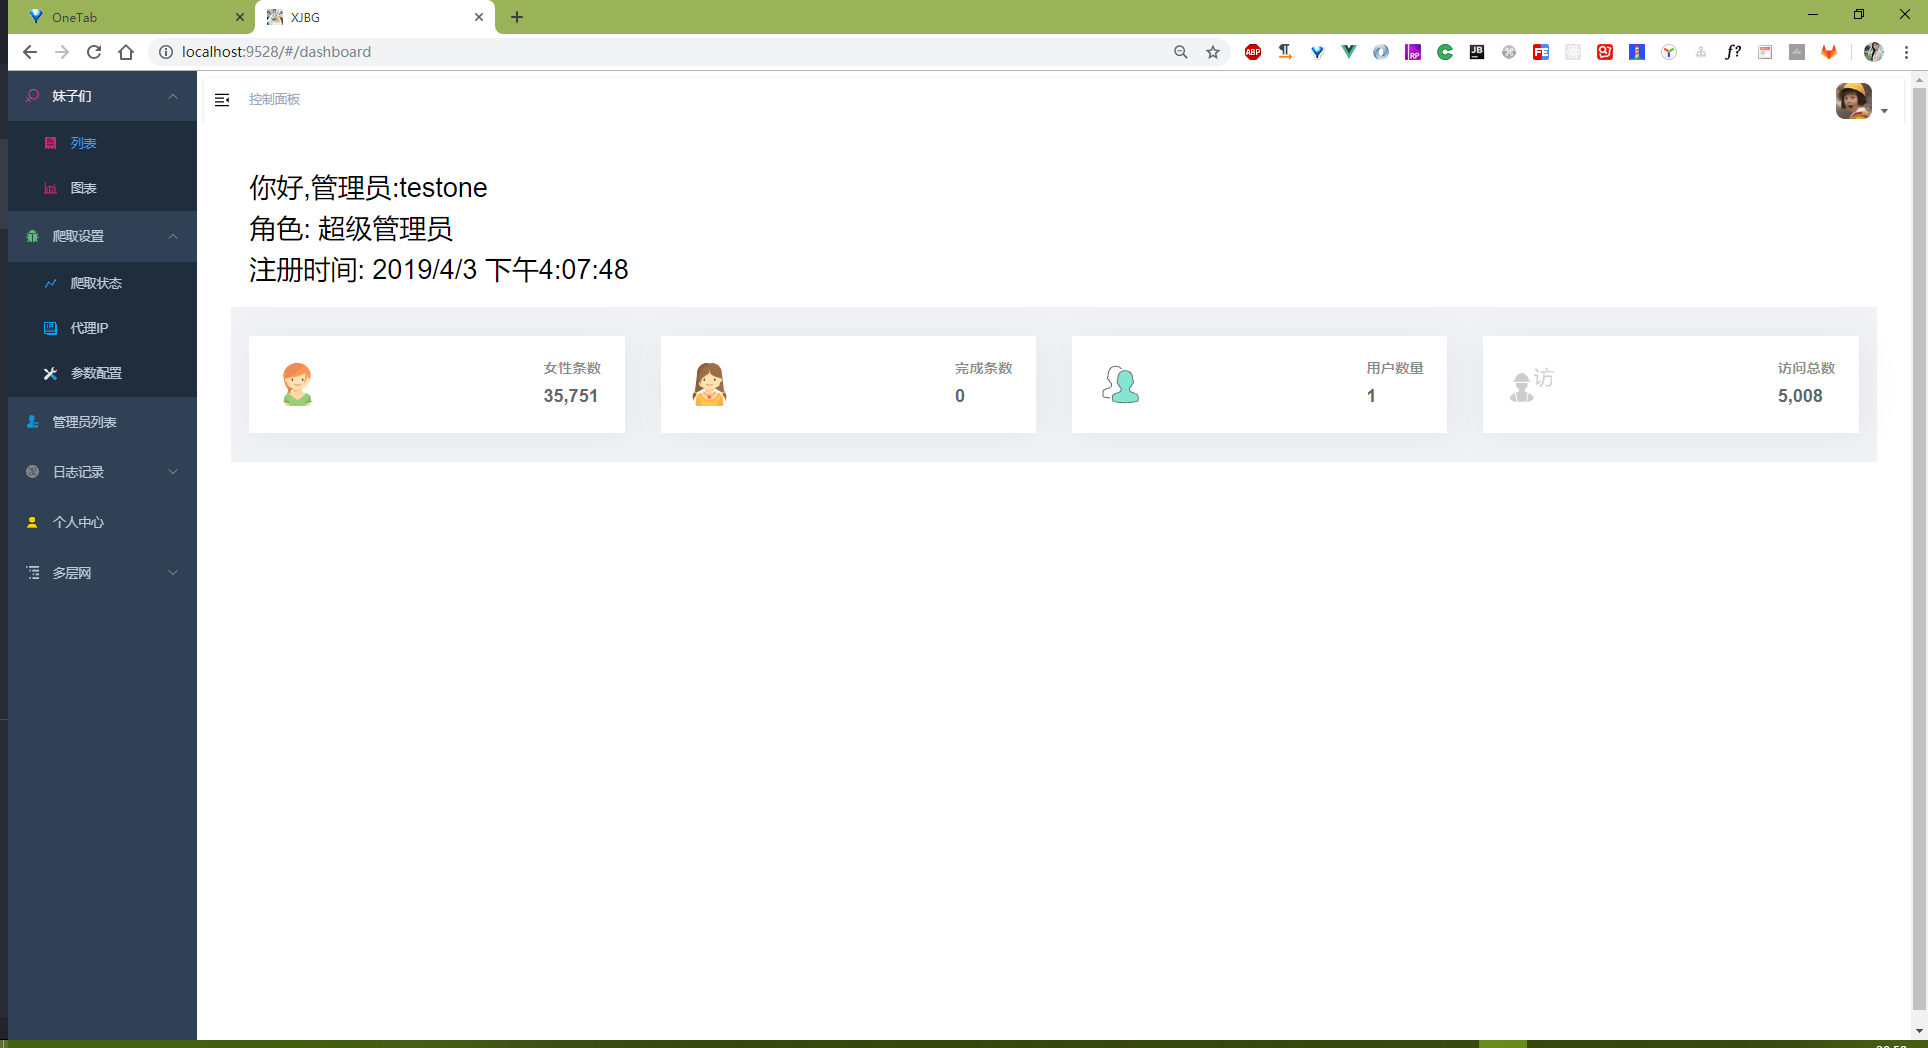 OneTab
XJBG
localhost:9528/#/dashboard
ABP
RP
JB
FE
f?
妹子们
列表
图表
爬取设置
爬取状态
代理IP
参数配置
管理员列表
日志记录
个人中心
多层网
控制面板
你好,管理员:testone
角色: 超级管理员
注册时间: 2019/4/3 下午4:07:48
女性条数
35,751
完成条数
0
用户数量
1
访
访问总数
5,008